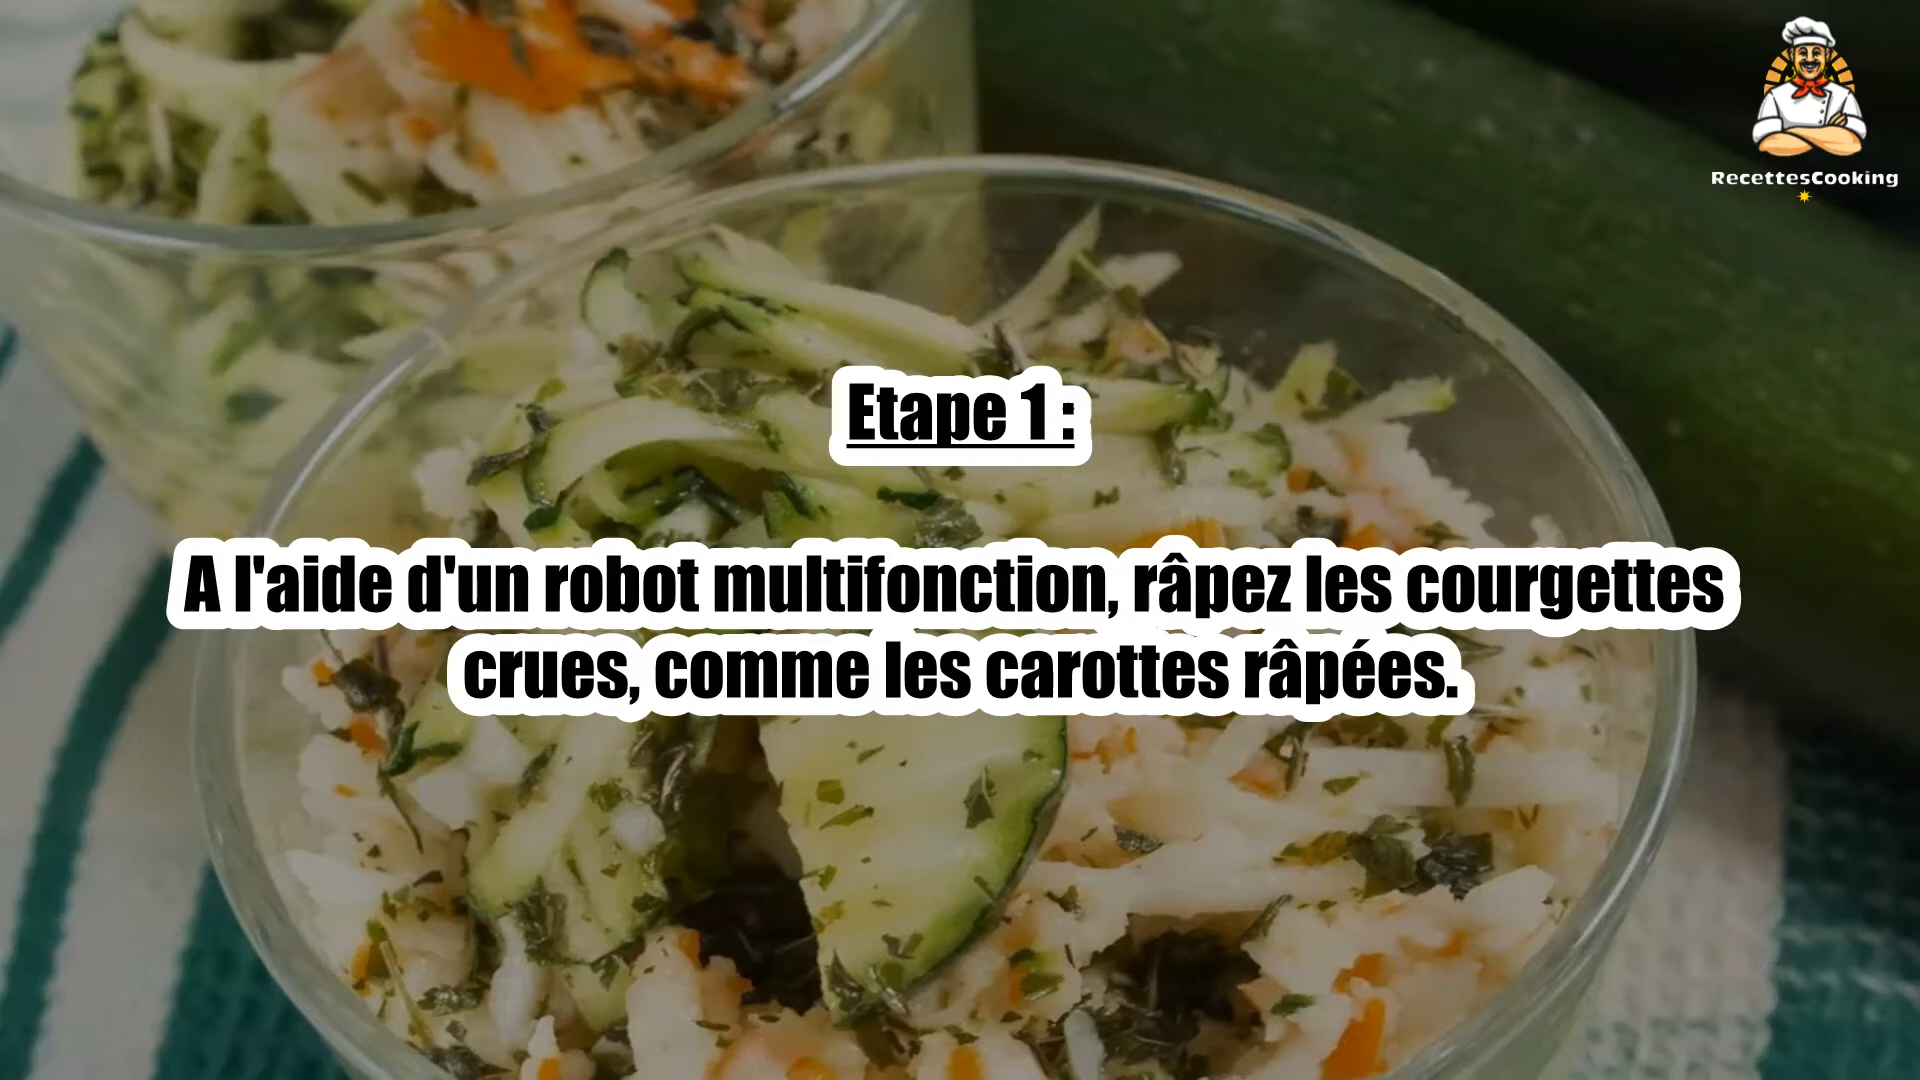 RecettesCooking
Etape 1 :
A l'aide d'un robot multifonction, râpez les courgettes
crues, comme les carottes râpées.